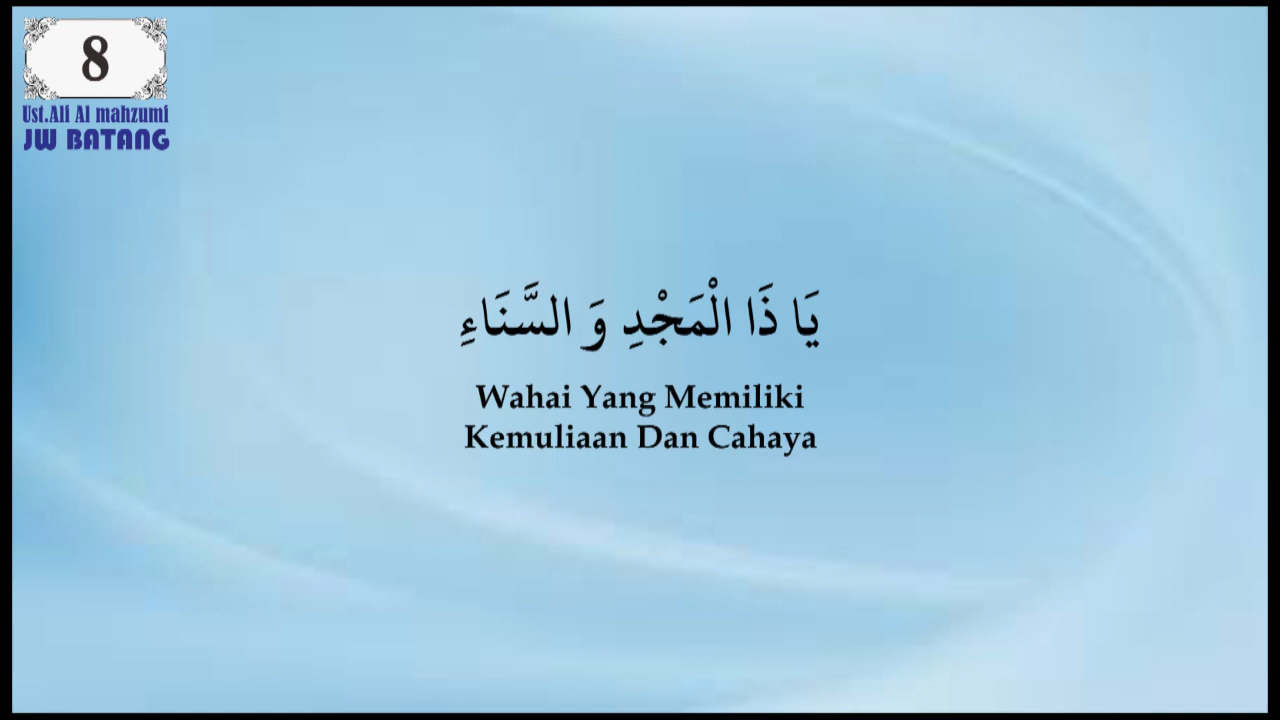 8
Ust.Ali Al mahzumi
JW BATANG
يَا ذَا الْمَجْدِ وَ السَّنَاءِ
Wahai Yang Memiliki
Kemuliaan Dan Cahaya